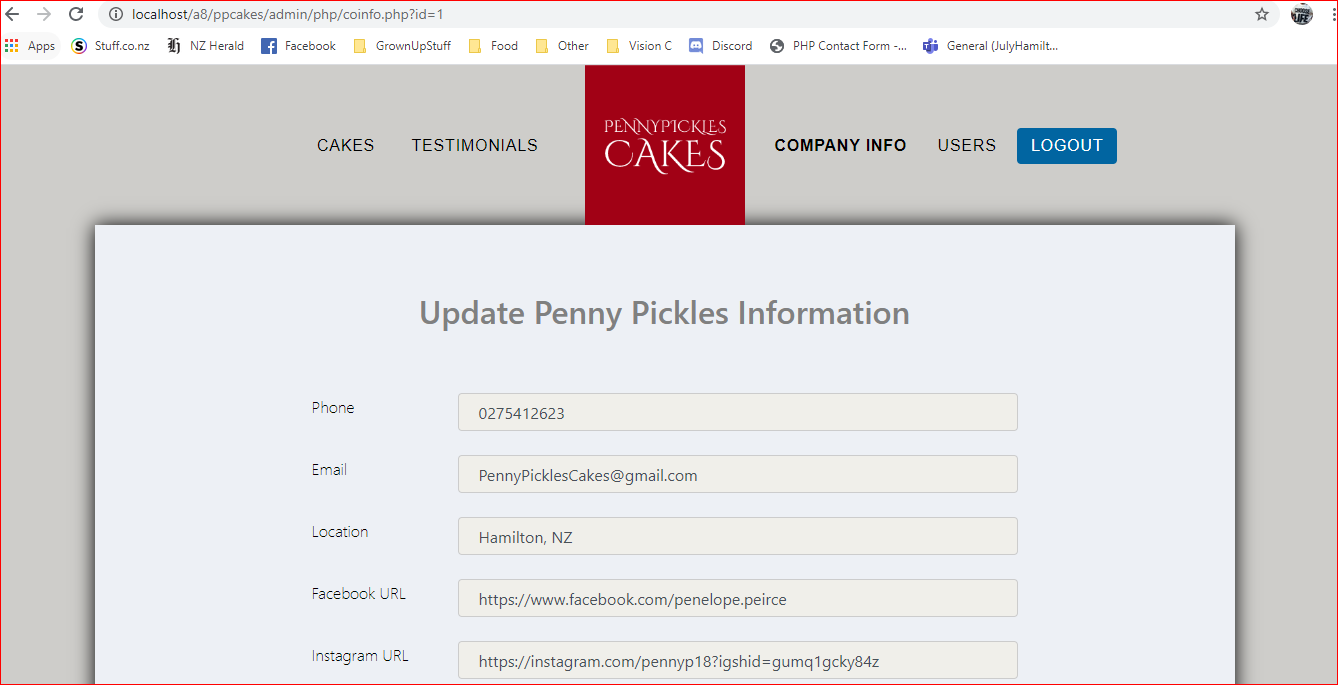 localhost/a8/ppcakes/admin/php/coinfo.php?id=1
Apps Stuff.co.nz NZ Herald Facebook GrownUpStuff Food Other Vision C Discord PHP Contact Form -... General (JulyHamilt...
CAKES TESTIMONIALS
PENNYPICKLES
CAKES
COMPANY INFO USERS LOGOUT
Update Penny Pickles Information
Phone 0275412623
Email PennyPicklesCakes@gmail.com
Location Hamilton, NZ
Facebook URL https://www.facebook.com/penelope.peirce
Instagram URL https://instagram.com/pennyp18?igshid=gumq1gcky84z